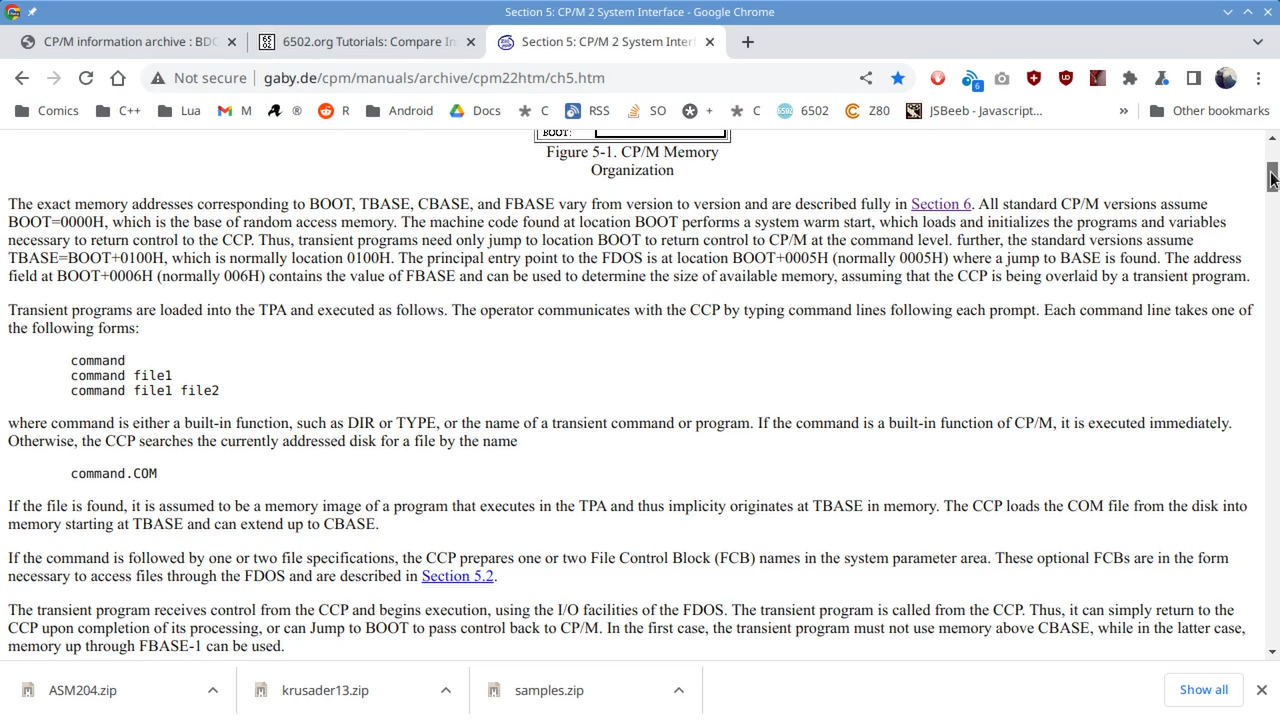 Section 5: CP/M 2 System Interface - Google Chrome
CP/M information archive : BDC
6502.org Tutorials: Compare In
Section 5: CP/M 2 System Interf
Not secure
gaby.de/cpm/manuals/archive/cpm22htm/ch5.htm
6
Comics
C++
Lua
M
®
R
Android
Docs
C
RSS
SO
+
C
6502
Z80
JSBeeb - Javascript...
»
Other bookmarks
BOOT:
Figure 5-1. CP/M Memory
Organization
The exact memory addresses corresponding to BOOT, TBASE, CBASE, and FBASE vary from version to version and are described fully in Section 6. All standard CP/M versions assume
BOOT=0000H, which is the base of random access memory. The machine code found at location BOOT performs a system warm start, which loads and initializes the programs and variables
necessary to return control to the CCP. Thus, transient programs need only jump to location BOOT to return control to CP/M at the command level. further, the standard versions assume
TBASE=BOOT+0100H, which is normally location 0100H. The principal entry point to the FDOS is at location BOOT+0005H (normally 0005H) where a jump to BASE is found. The address
field at BOOT+0006H (normally 006H) contains the value of FBASE and can be used to determine the size of available memory, assuming that the CCP is being overlaid by a transient program.
Transient programs are loaded into the TPA and executed as follows. The operator communicates with the CCP by typing command lines following each prompt. Each command line takes one of
the following forms:
command
command file1
command file1 file2
where command is either a built-in function, such as DIR or TYPE, or the name of a transient command or program. If the command is a built-in function of CP/M, it is executed immediately.
Otherwise, the CCP searches the currently addressed disk for a file by the name
command.COM
If the file is found, it is assumed to be a memory image of a program that executes in the TPA and thus implicity originates at TBASE in memory. The CCP loads the COM file from the disk into
memory starting at TBASE and can extend up to CBASE.
If the command is followed by one or two file specifications, the CCP prepares one or two File Control Block (FCB) names in the system parameter area. These optional FCBs are in the form
necessary to access files through the FDOS and are described in Section 5.2.
The transient program receives control from the CCP and begins execution, using the I/O facilities of the FDOS. The transient program is called from the CCP. Thus, it can simply return to the
CCP upon completion of its processing, or can Jump to BOOT to pass control back to CP/M. In the first case, the transient program must not use memory above CBASE, while in the latter case,
memory up through FBASE-1 can be used.
ASM204.zip
krusader13.zip
samples.zip
Show all